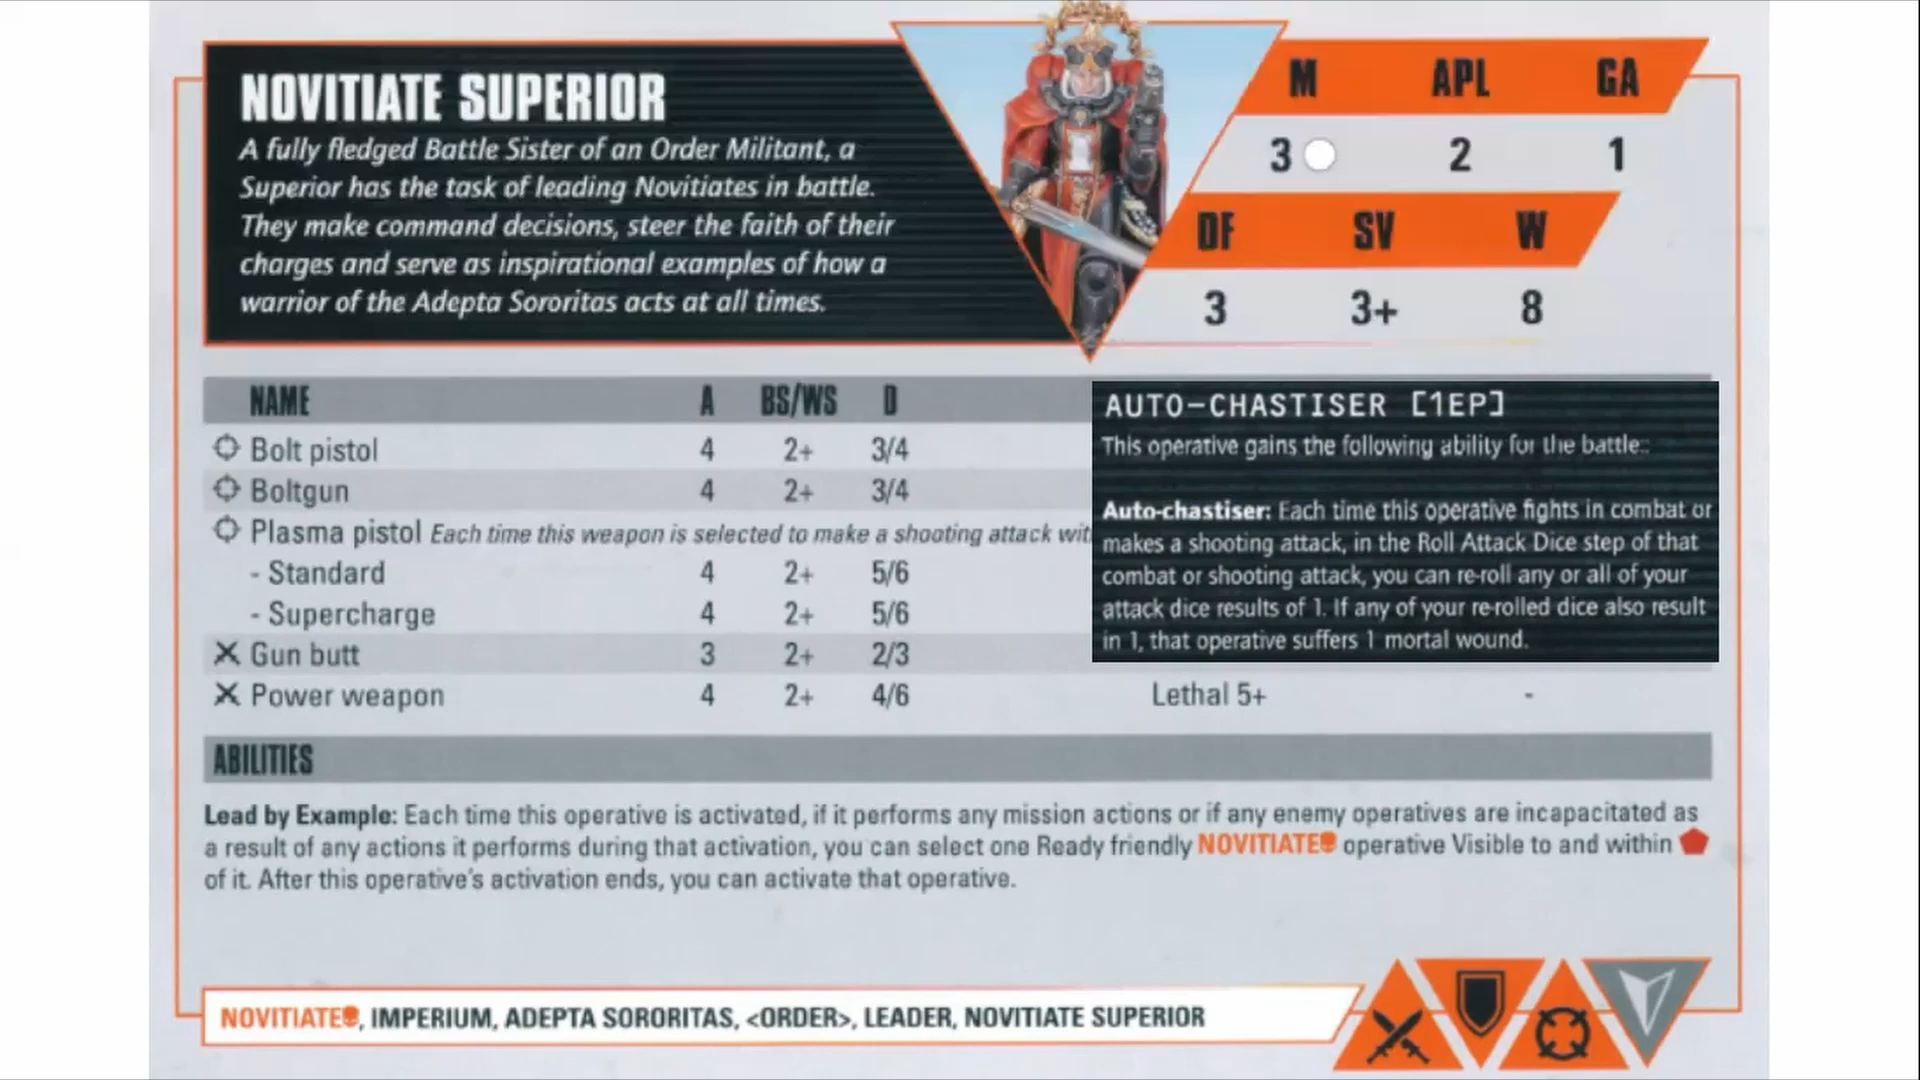 NOVITIATE SUPERIOR
A fully fledged Battle Sister of an Order Militant, a
Superior has the task of leading Novitiates in battle.
They make command decisions, steer the faith of their
charges and serve as inspirational examples of how a
warrior of the Adepta Sororitas acts at all times.
M APL GA
3 2 1
DF SV W
3 3+ 8
NAME A BS/WS D
Bolt pistol 4 2+ 3/4
Boltgun 4 2+ 3/4
Plasma pistol Each time this weapon is selected to make a shooting attack
- Standard 4 2+ 5/6
- Supercharge 4 2+ 5/6
Gun butt 3 2+ 2/3
Power weapon 4 2+ 4/6 Lethal 5+ -
AUTO-CHASTISER [1EP]
This operative gains the following ability for the battle:
Auto-chastiser: Each time this operative fights in combat or
makes a shooting attack, in the Roll Attack Dice step of that
combat or shooting attack, you can re-roll any or all of your
attack dice results of 1. If any of your re-rolled dice also result
in 1, that operative suffers 1 mortal wound.
ABILITIES
Lead by Example: Each time this operative is activated, if it performs any mission actions or if any enemy operatives are incapacitated as
a result of any actions it performs during that activation, you can select one Ready friendly NOVITIATE operative Visible to and within
of it. After this operative's activation ends, you can activate that operative.
NOVITIATE, IMPERIUM, ADEPTA SORORITAS, <ORDER>, LEADER, NOVITIATE SUPERIOR